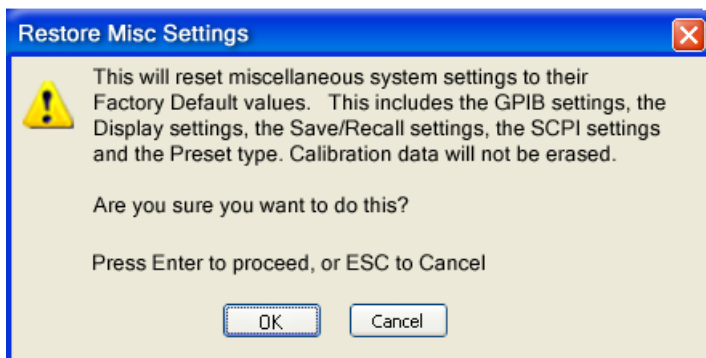 Restore Misc Settings
This will reset miscellaneous system settings to their
Factory Default values.   This includes the GPIB settings, the
Display settings, the Save/Recall settings, the SCPI settings
and the Preset type. Calibration data will not be erased.
Are you sure you want to do this?
Press Enter to proceed, or ESC to Cancel
OK
Cancel